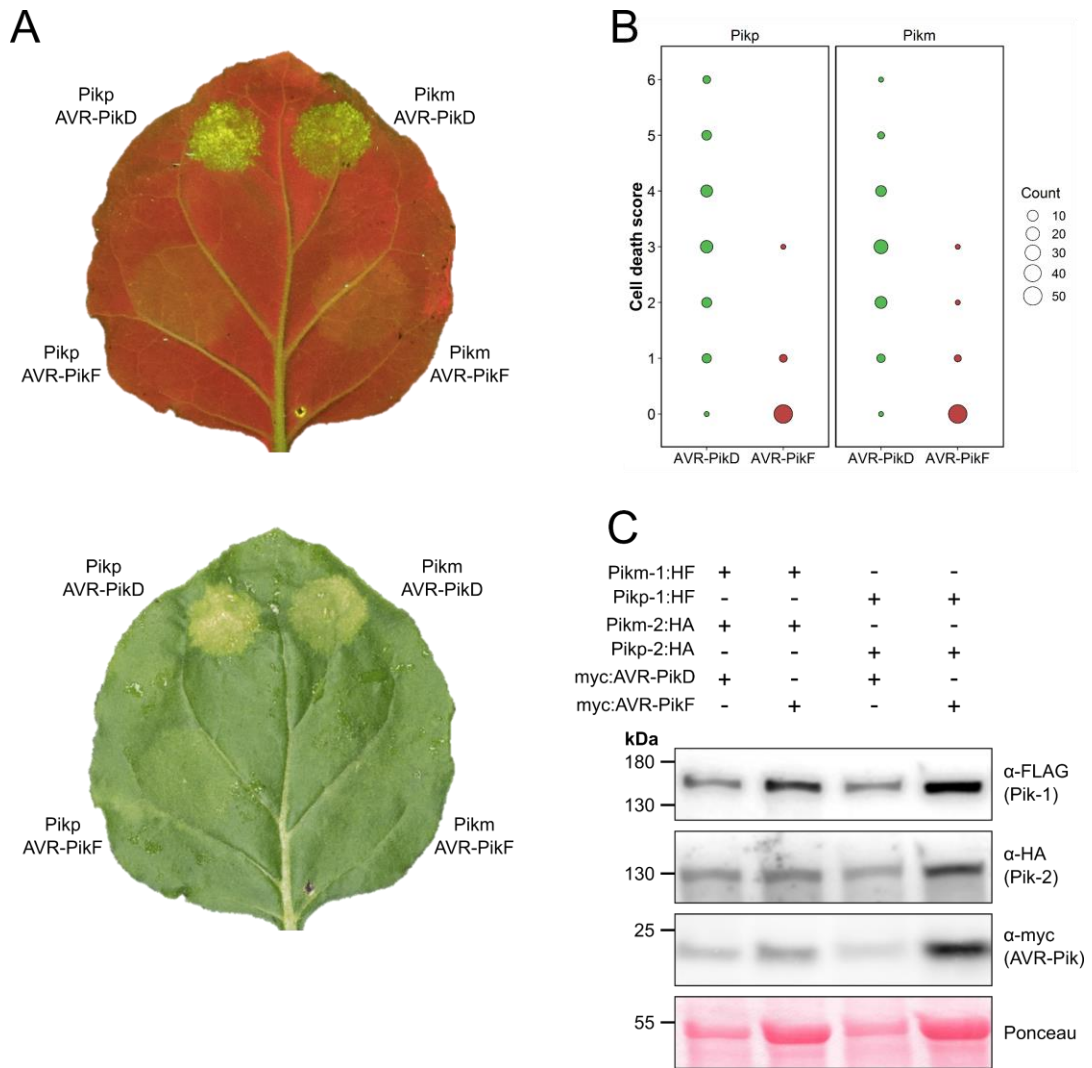 A
Pikp
AVR-PikD
Pikm
AVR-PikD
Pikp
AVR-PikF
Pikm
AVR-PikF
Pikp
AVR-PikD
Pikm
AVR-PikD
Pikp
AVR-PikF
Pikm
AVR-PikF
B
Pikp
Pikm
Cell death score
6
5
4
3
2
1
0
AVR-PikD
AVR-PikF
AVR-PikD
AVR-PikF
Count
10
20
30
40
50
C
Pikm-1:HF + + - -
Pikp-1:HF - - + +
Pikm-2:HA + + - -
Pikp-2:HA - - + +
myc:AVR-PikD + - + -
myc:AVR-PikF - + - +
kDa
180
130
α-FLAG
(Pik-1)
130
α-HA
(Pik-2)
25
α-myc
(AVR-Pik)
55
Ponceau